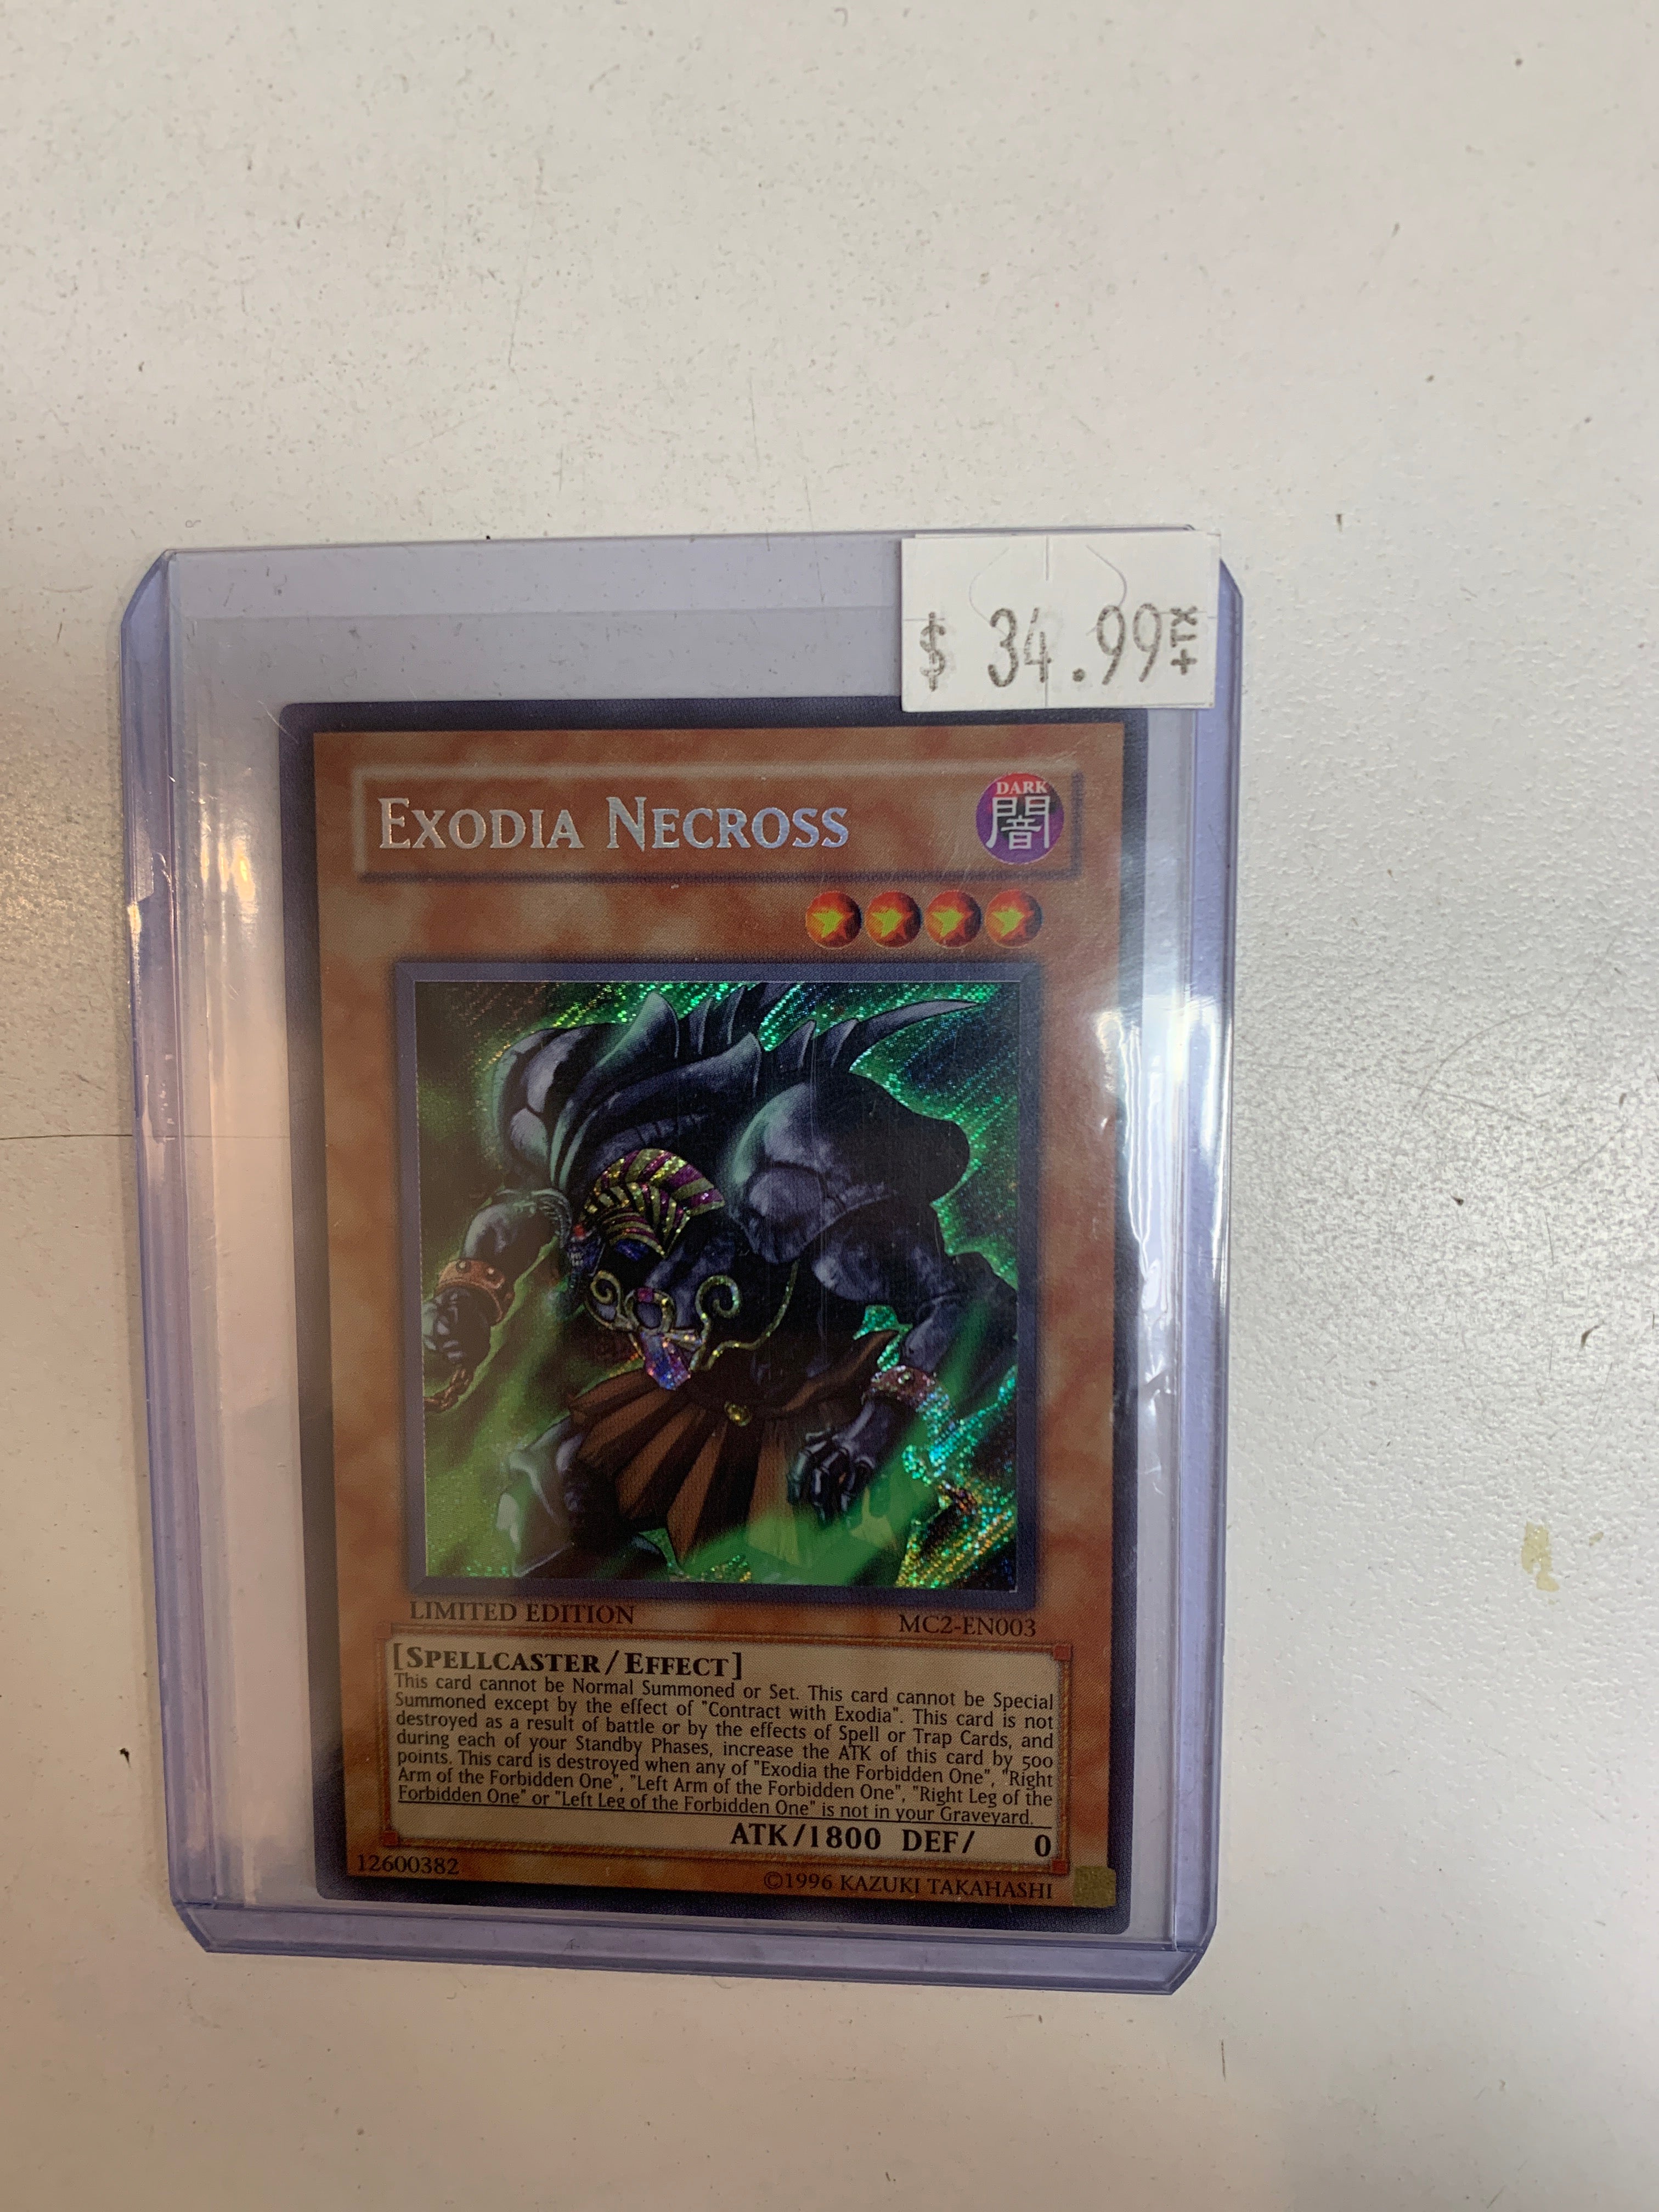 $ 34.99+TX
EXODIA NECROSS
DARK
闇
LIMITED EDITION
MC2-EN003
[SPELLCASTER/EFFECT]
This card cannot be Normal Summoned or Set. This card cannot be Special
Summoned except by the effect of "Contract with Exodia". This card is not
destroyed as a result of battle or by the effects of Spell or Trap Cards, and
during each of your Standby Phases, increase the ATK of this card by 500
points. This card is destroyed when any of "Exodia the Forbidden One", "Right
Arm of the Forbidden One", "Left Arm of the Forbidden One", "Right Leg of the
Forbidden One" or "Left Leg of the Forbidden One" is not in your Graveyard.
ATK/1800 DEF/ 0
12600382
©1996 KAZUKI TAKAHASHI